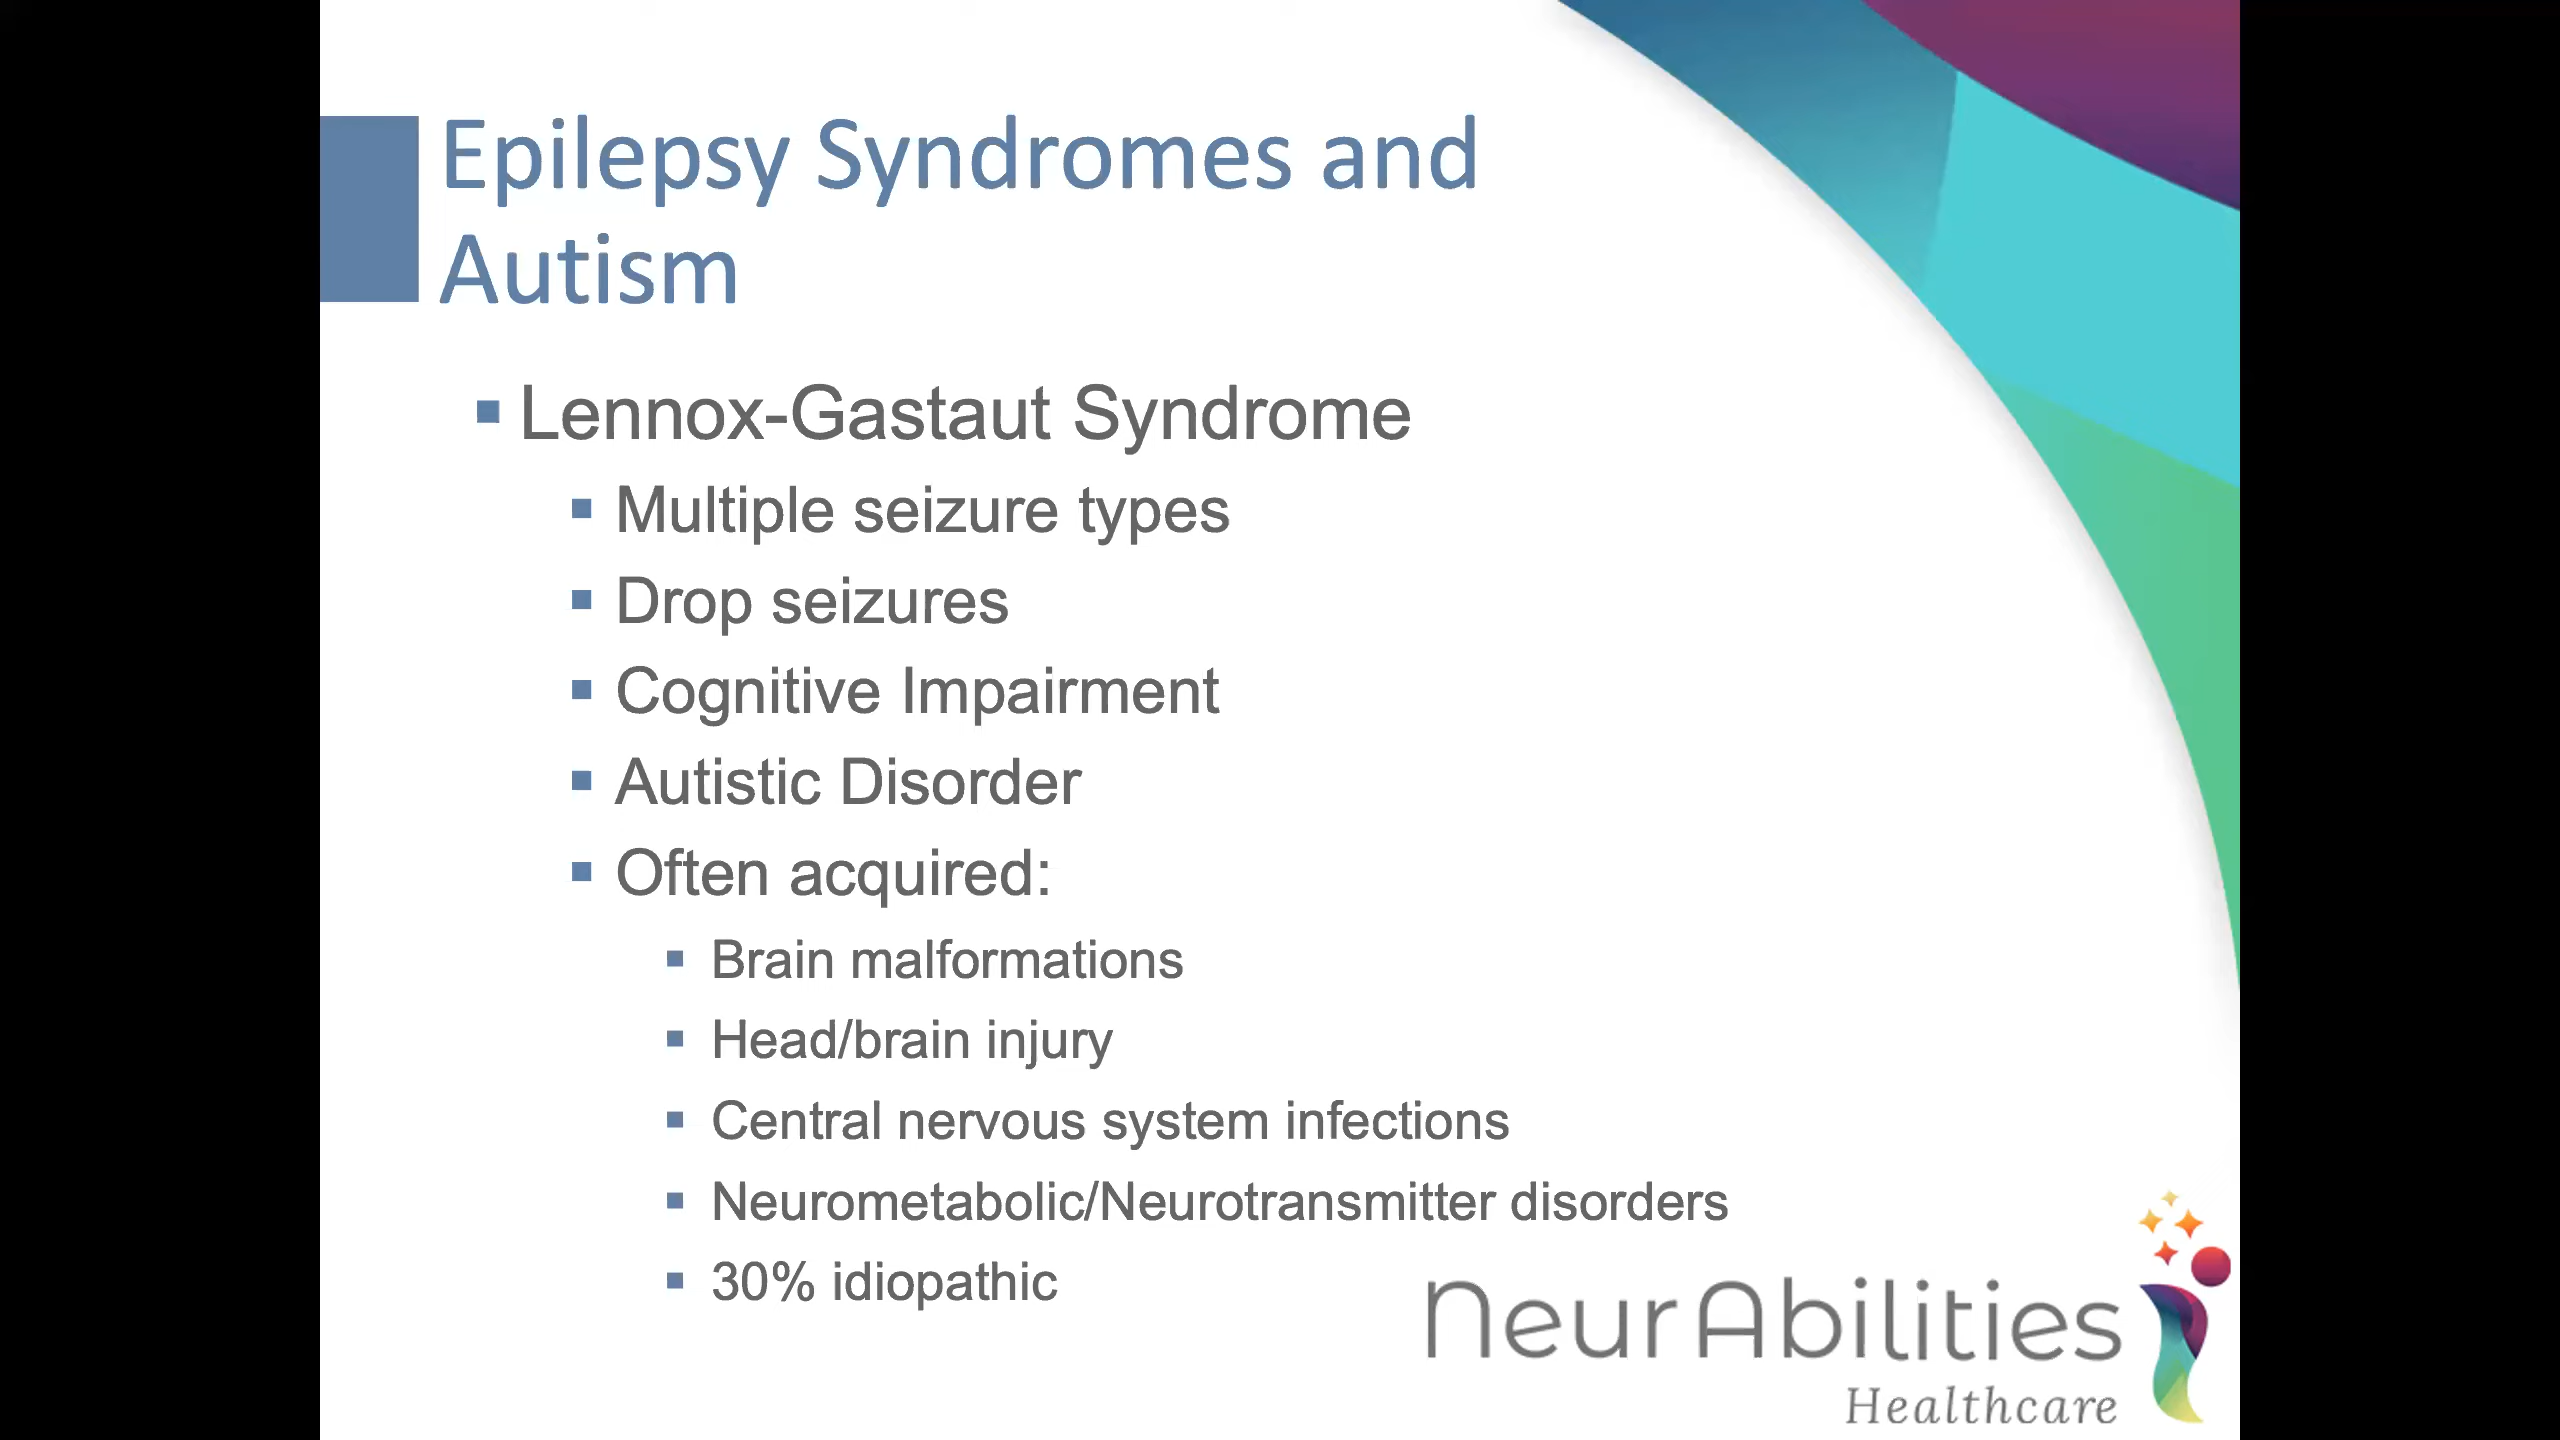 Epilepsy Syndromes and
Autism
Lennox-Gastaut Syndrome
Multiple seizure types
Drop seizures
Cognitive Impairment
Autistic Disorder
Often acquired:
Brain malformations
Head/brain injury
Central nervous system infections
Neurometabolic/Neurotransmitter disorders
30% idiopathic
NeurAbilities
Healthcare